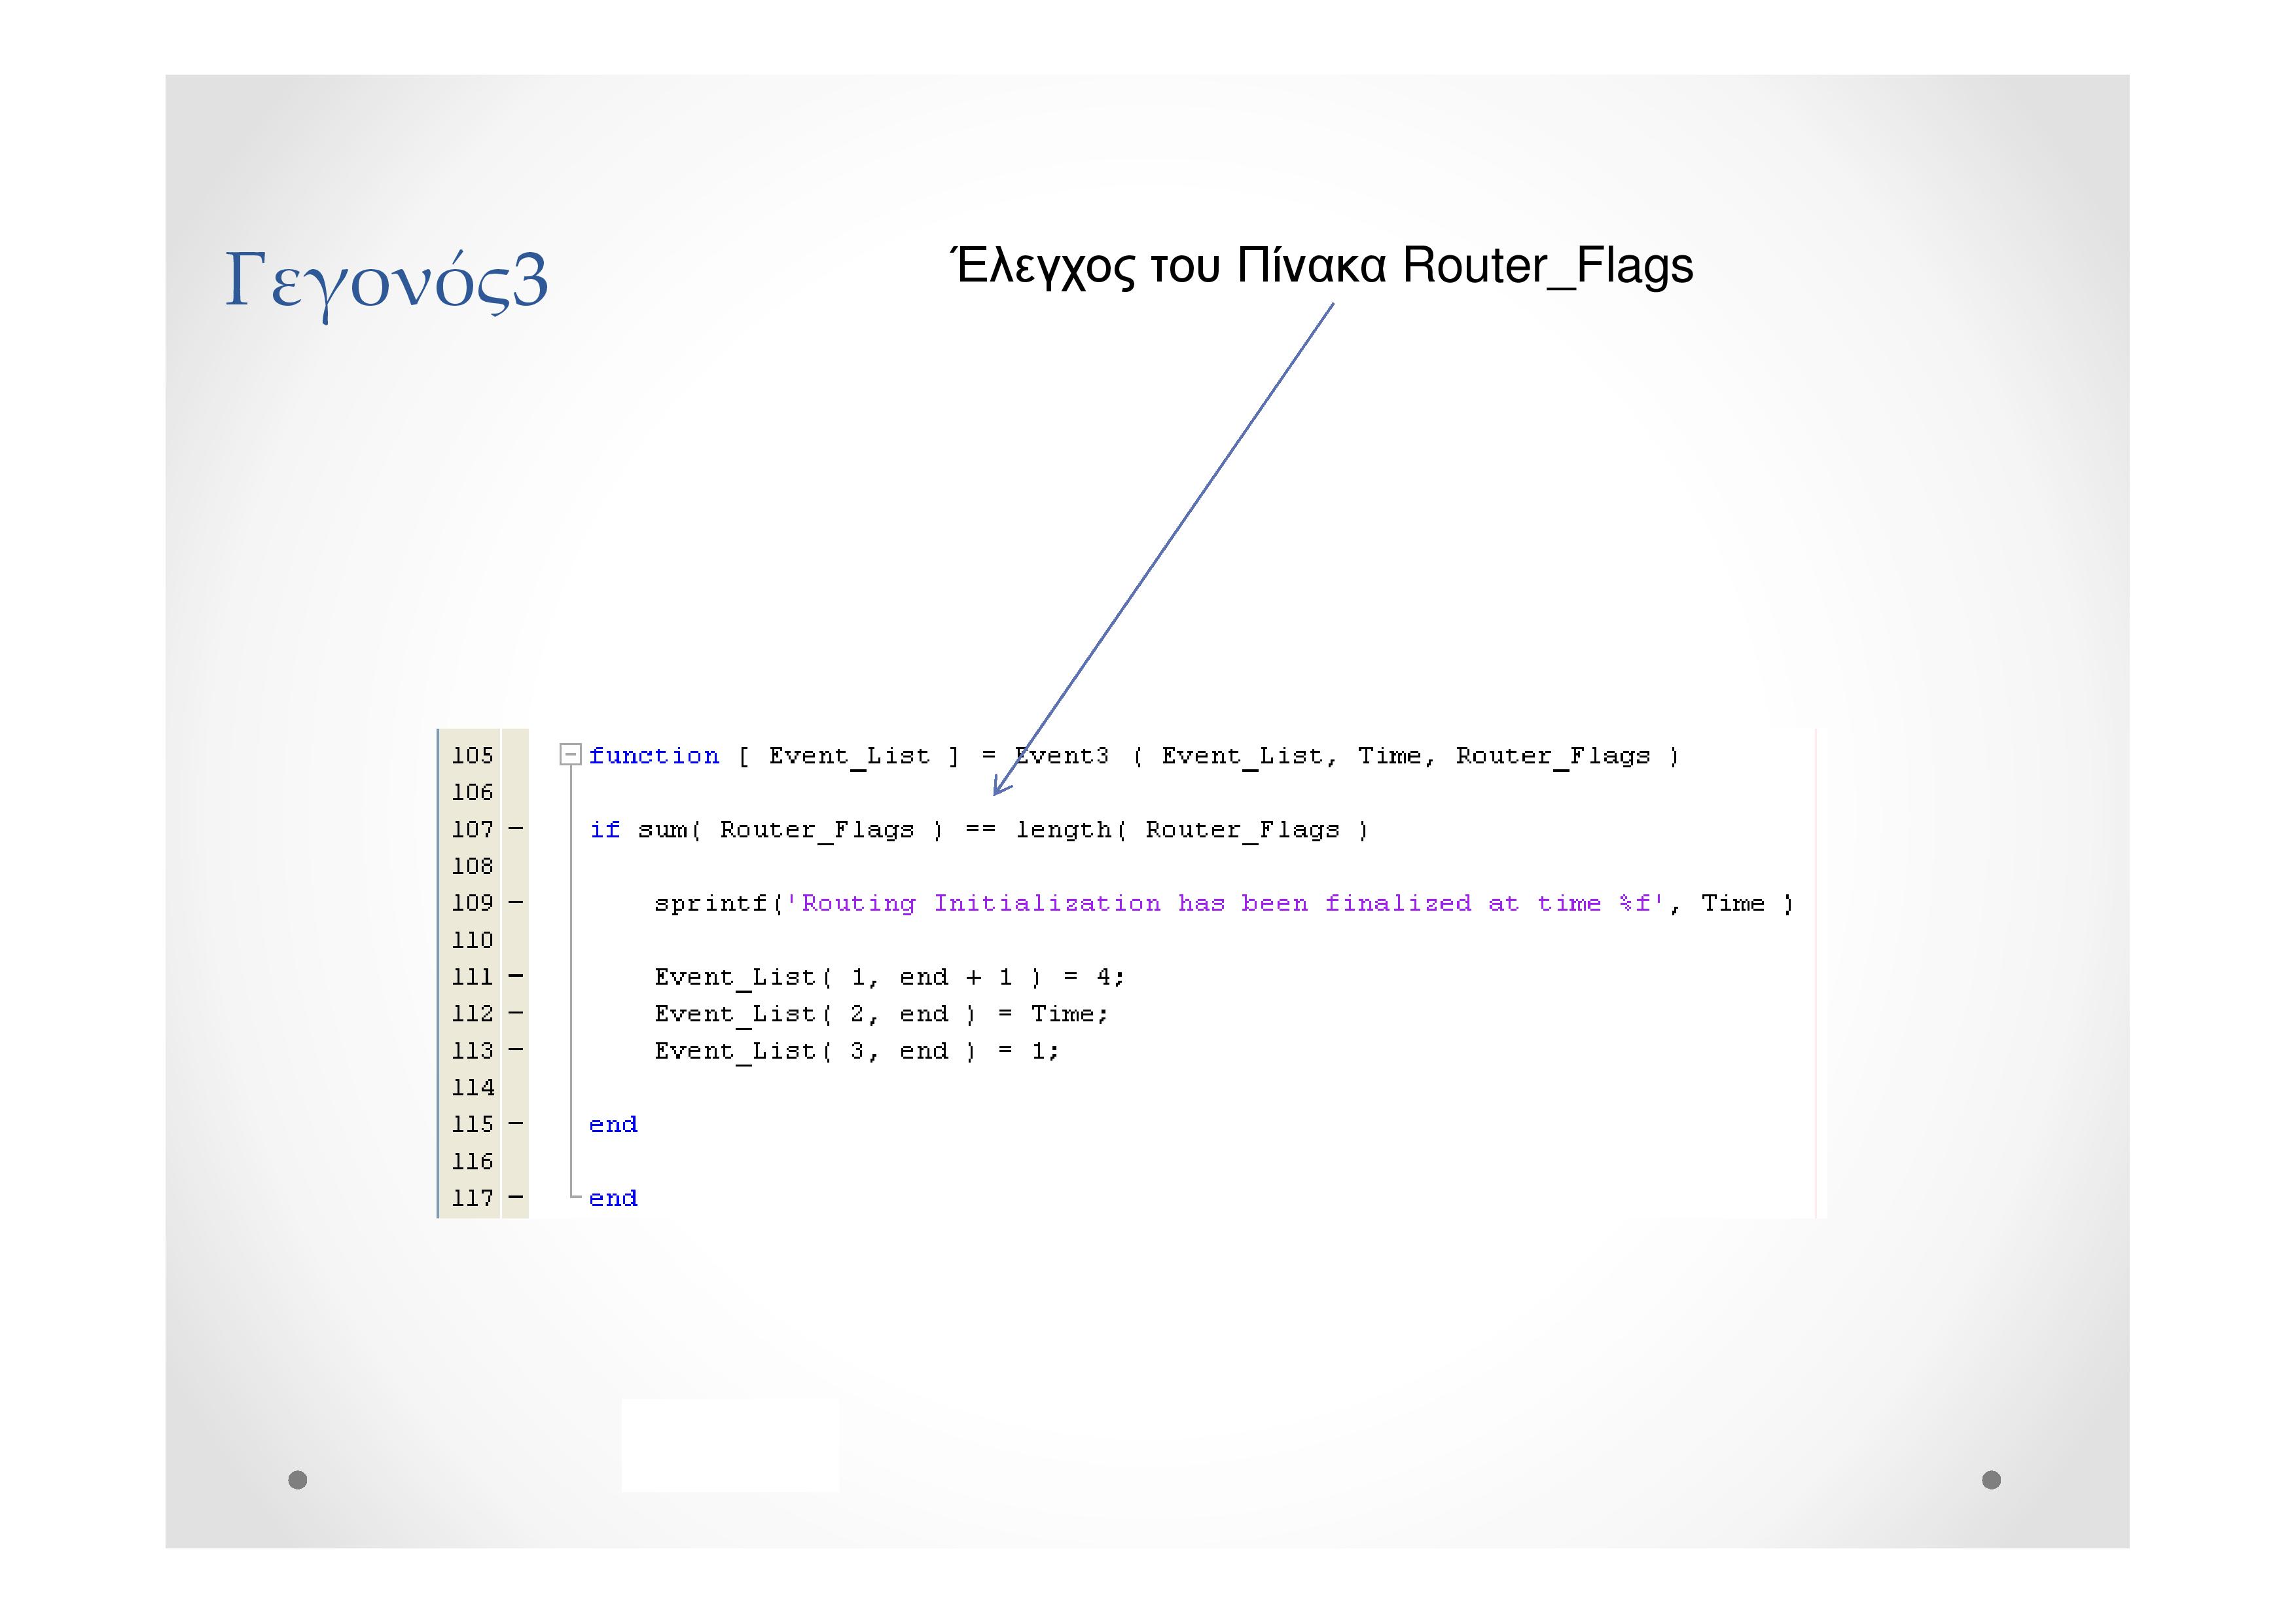 Γεγονός3
Έλεγχος του Πίνακα Router_Flags
105 function [ Event_List ] = Event3 ( Event_List, Time, Router_Flags )
106
107 - if sum( Router_Flags ) == length( Router_Flags )
108
109 - sprintf('Routing Initialization has been finalized at time %f', Time )
110
111 - Event_List( 1, end + 1 ) = 4;
112 - Event_List( 2, end ) = Time;
113 - Event_List( 3, end ) = 1;
114
115 - end
116
117 - end